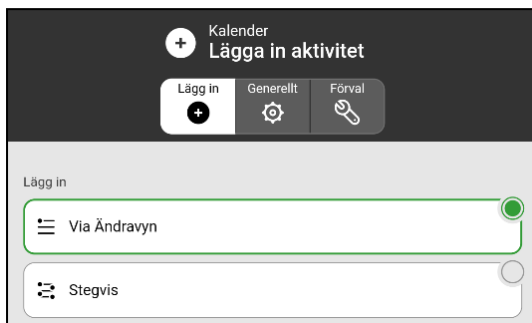 Kalender
Lägga in aktivitet
Lägg in Generellt Förval
Lägg in
Via Ändravyn
Stegvis